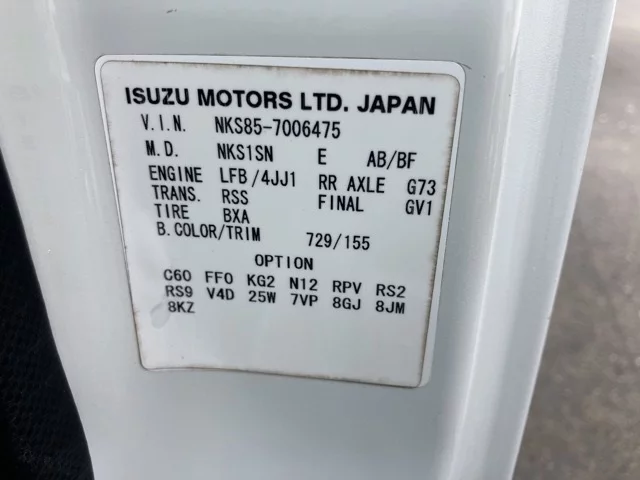 ISUZU MOTORS LTD. JAPAN
V.I.N. NKS85-7006475
M.D. NKS1SN E AB/BF
ENGINE LFB/4JJ1 RR AXLE G73
TRANS. RSS FINAL GV1
TIRE BXA
B.COLOR/TRIM 729/155
OPTION
C60 FF0 KG2 N12 RPV RS2
RS9 V4D 25W 7VP 8GJ 8JM
8KZ